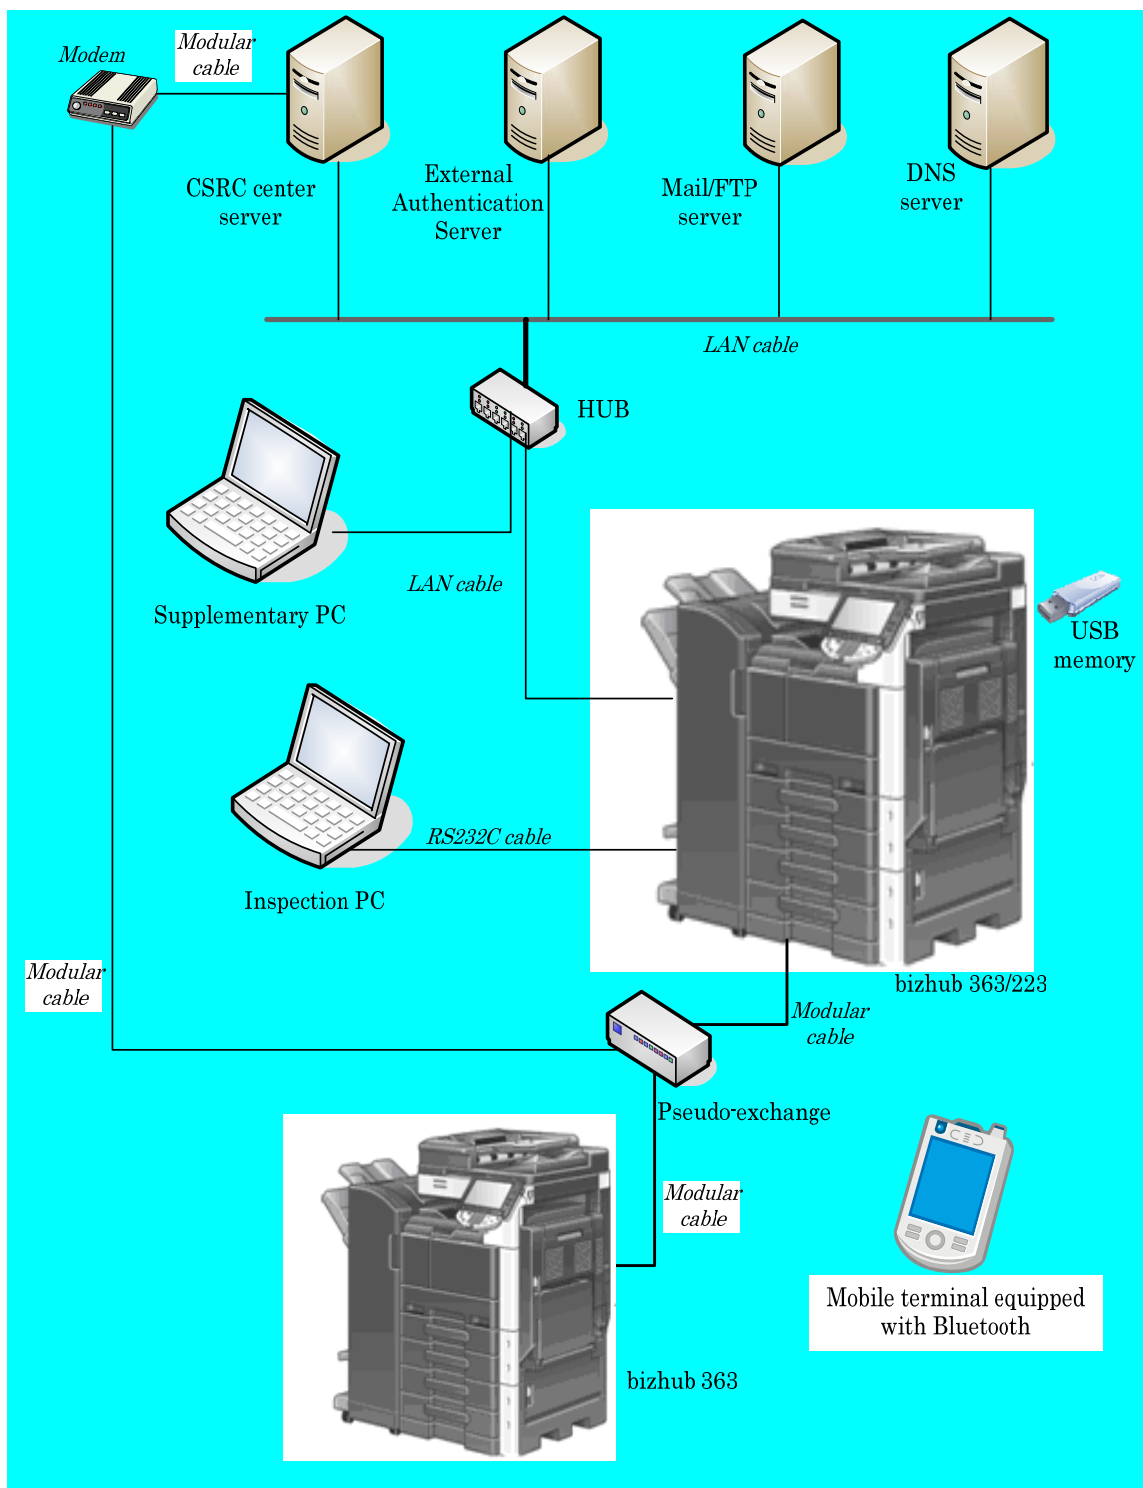 Modem
Modular
cable
CSRC center
server
External
Authentication
Server
Mail/FTP
server
DNS
server
LAN cable
HUB
Supplementary PC
LAN cable
USB
memory
Inspection PC
RS232C cable
bizhub 363/223
Modular
cable
Modular
cable
Pseudo-exchange
Modular
cable
bizhub 363
Mobile terminal equipped
with Bluetooth